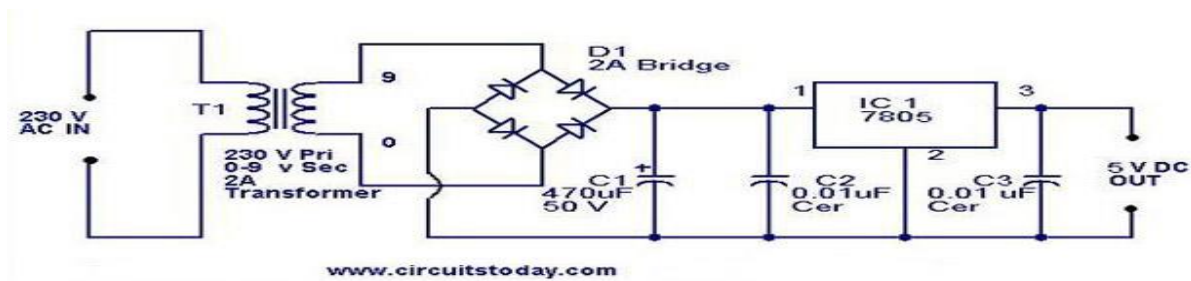 230 V
AC IN
T1
9
0
230 V Pri
0-9 v Sec
2A
Transformer
D1
2A Bridge
C1
+
470uF
50 V
C2
0.01uF
Cer
1
IC 1
7805
2
3
C3
0.01 uF
Cer
5 V DC
OUT
www.circuitstoday.com